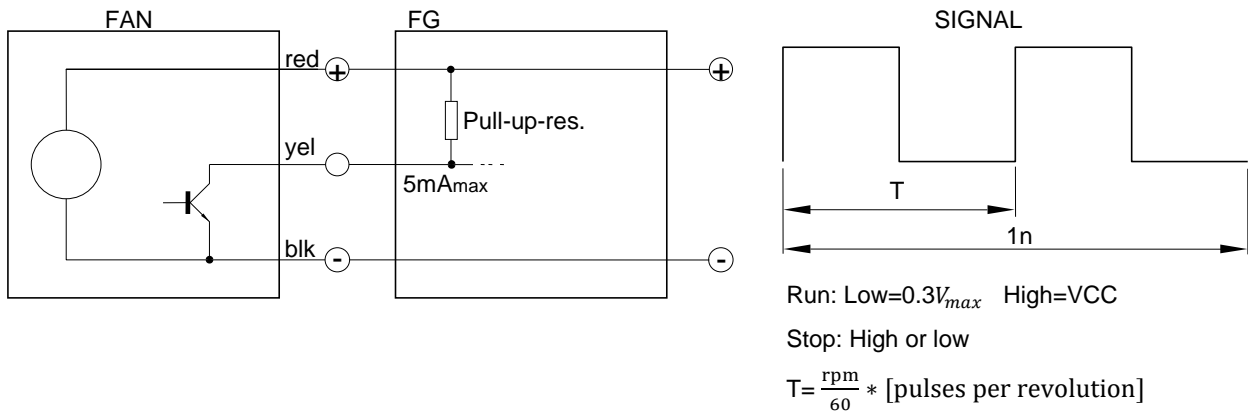 FAN
FG
SIGNAL
red
+
+
Pull-up-res.
yel
5mAmax
T
1n
blk
-
-
Run: Low=0.3V_max High=VCC
Stop: High or low
T= rpm/60 * [pulses per revolution]